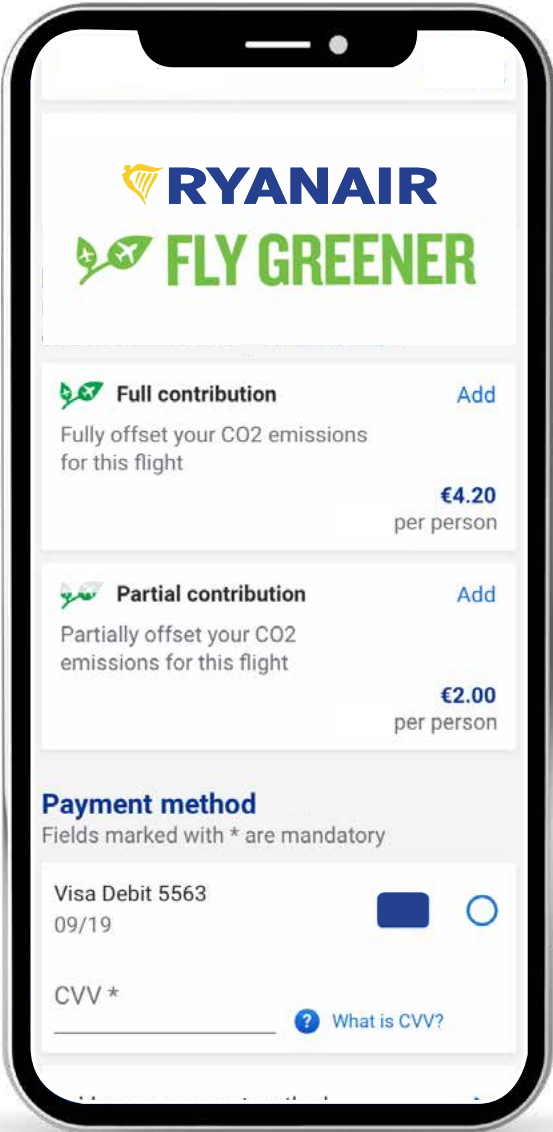 RYANAIR
FLY GREENER
Full contribution
Add
Fully offset your CO2 emissions
for this flight
€4.20
per person
Partial contribution
Add
Partially offset your CO2
emissions for this flight
€2.00
per person
Payment method
Fields marked with * are mandatory
Visa Debit 5563
09/19
CVV *
? What is CVV?